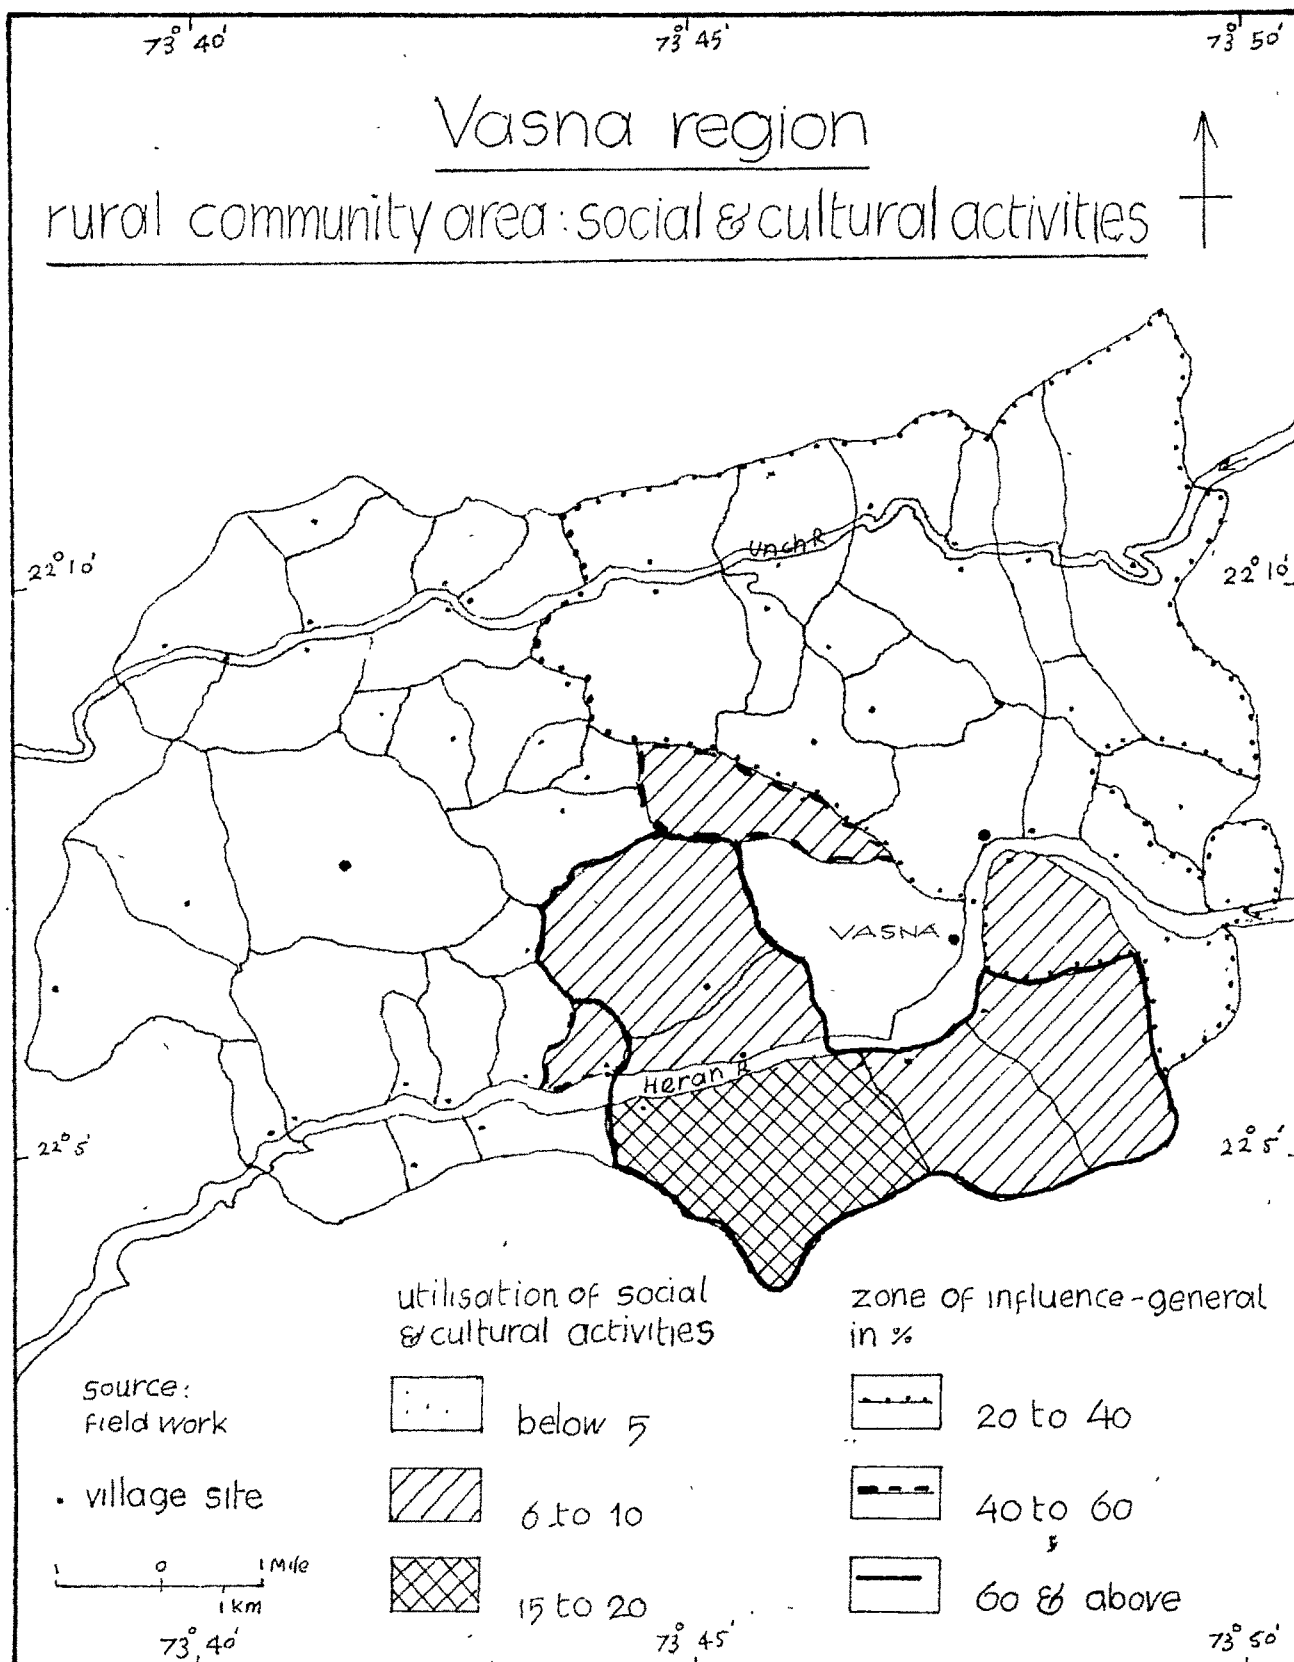 73° 40'
73° 45'
73° 50'
Vasna region
rural community area: social & cultural activities
Unch R
22° 10'
22° 10'
VASNA
Heran R
22° 5'
22° 5'
utilisation of social
& cultural activities
zone of influence-general
in %
source:
field work
below 5
20 to 40
village site
6 to 10
40 to 60
1 0 1 Mile
1 km
15 to 20
60 & above
73° 40'
73° 45'
73° 50'